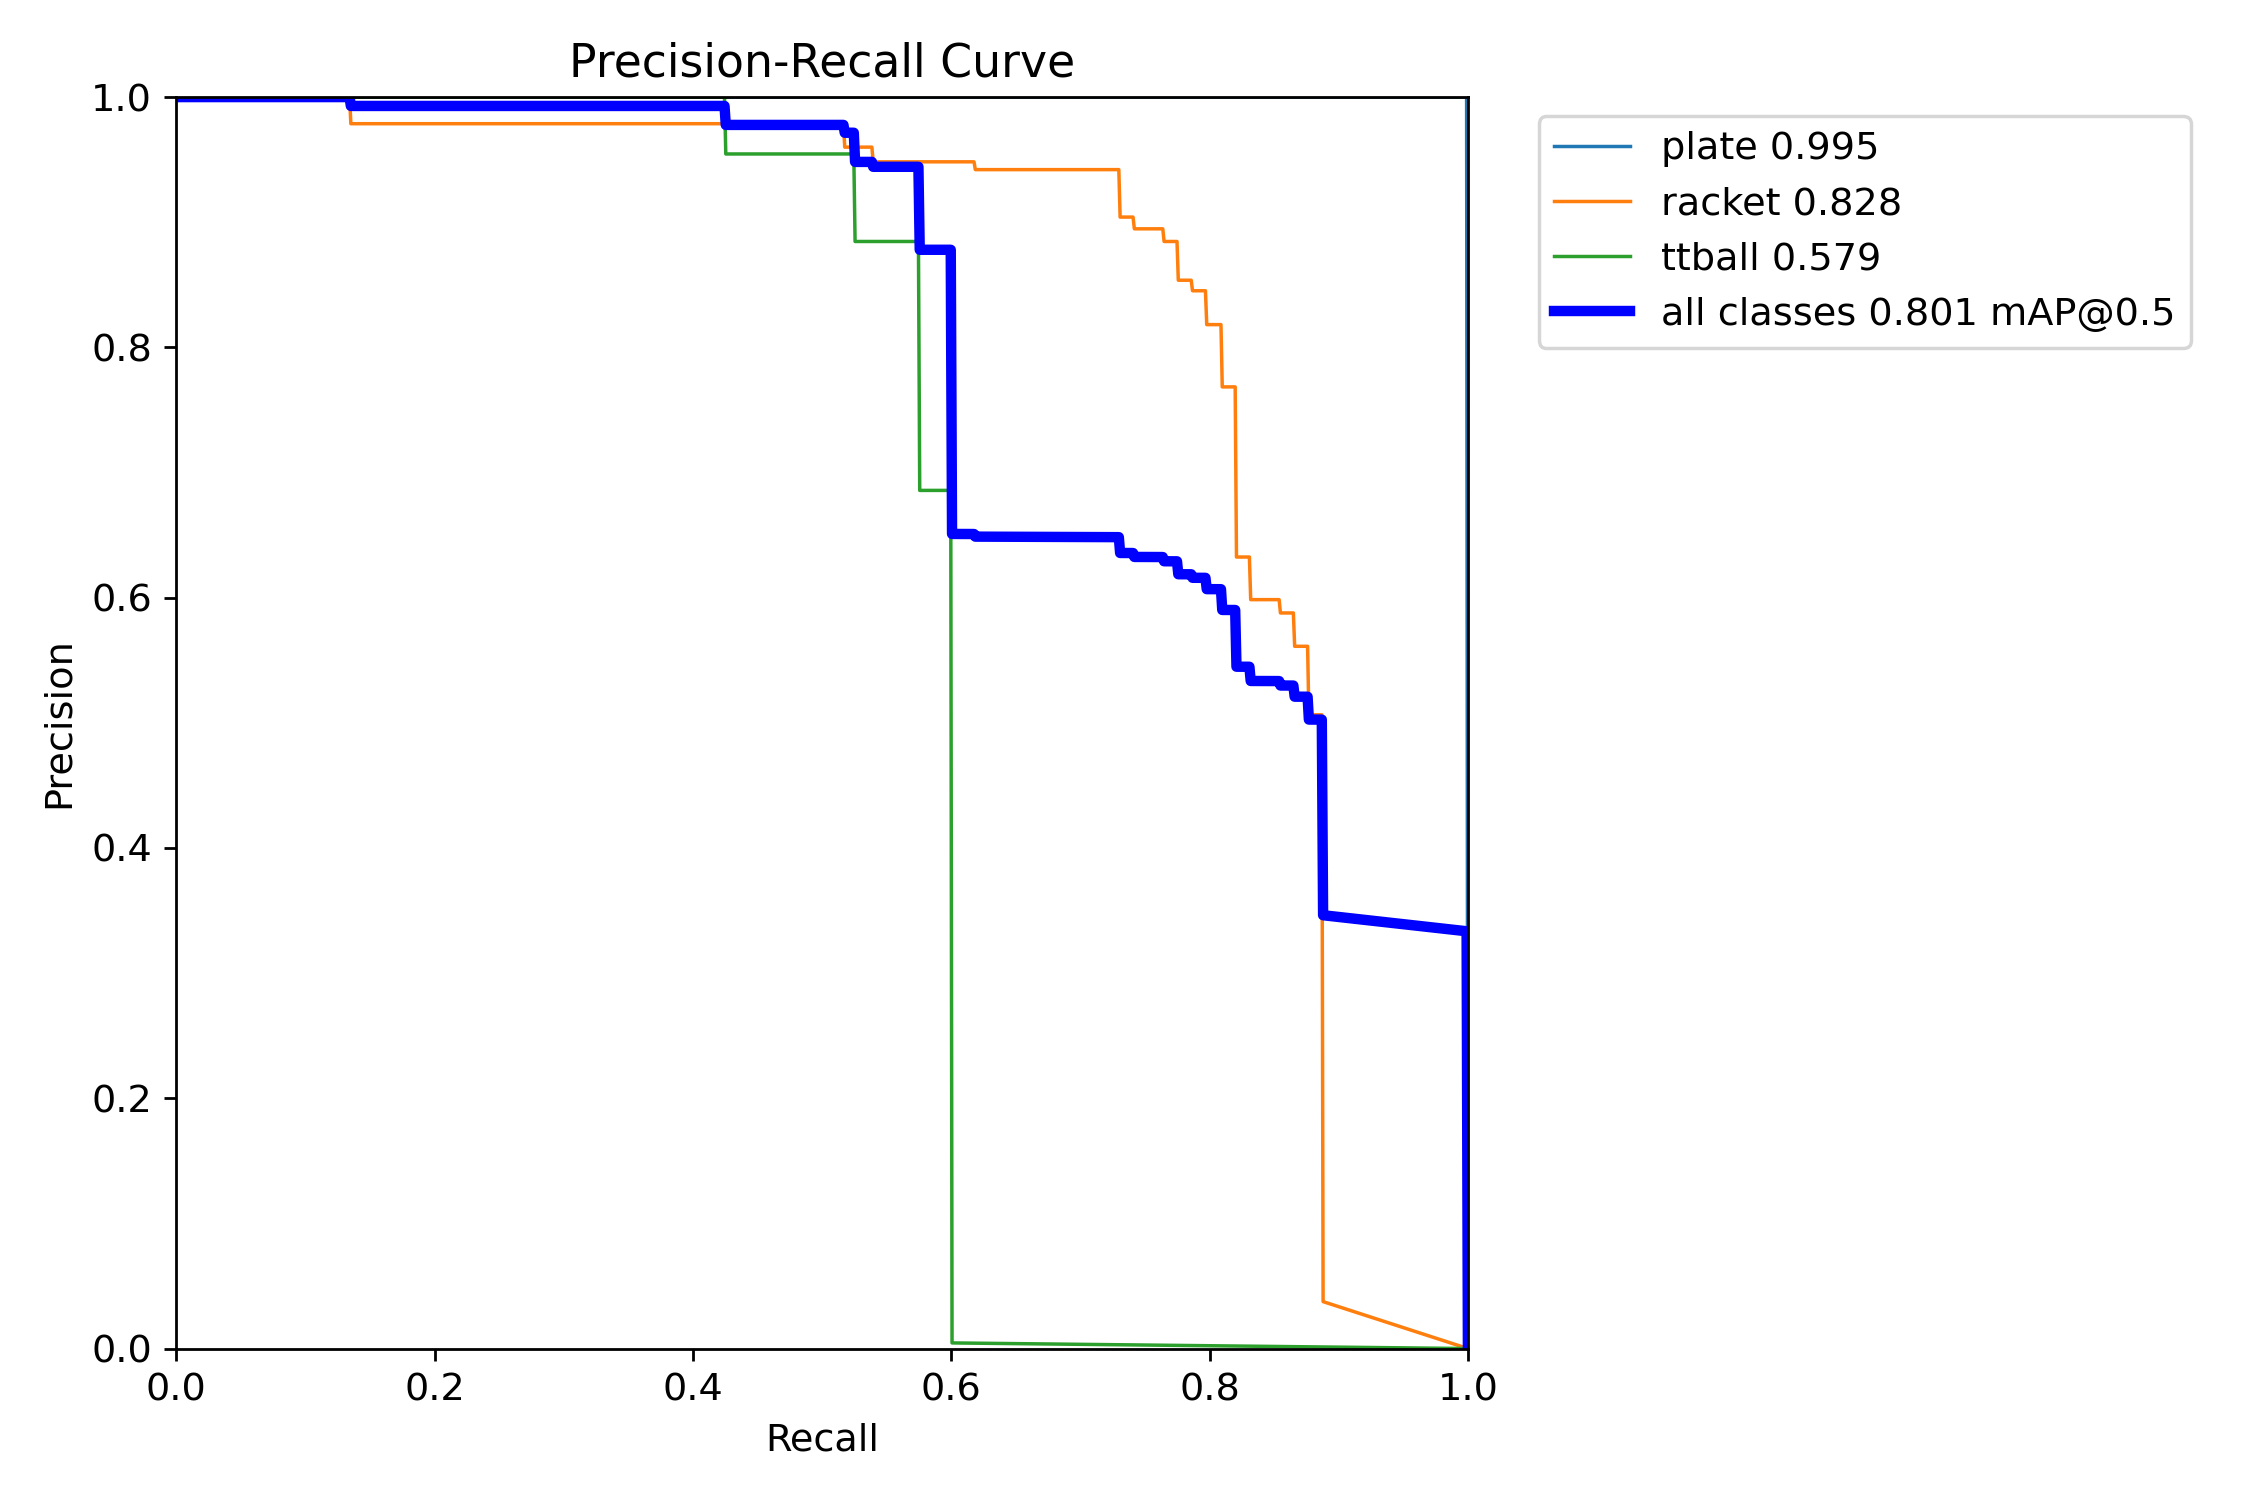 Precision-Recall Curve
1.0
0.8
0.6
0.4
0.2
0.0
Precision
0.0 0.2 0.4 0.6 0.8 1.0
Recall
plate 0.995
racket 0.828
ttball 0.579
all classes 0.801 mAP@0.5